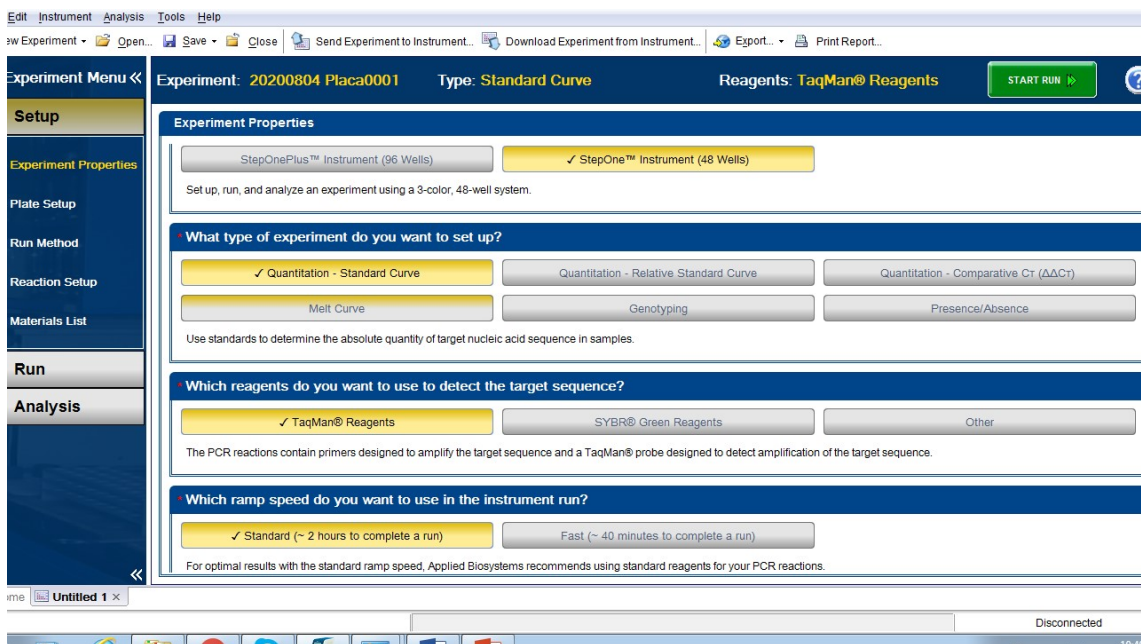 Edit Instrument Analysis Tools Help
ew Experiment Open... Save Close Send Experiment to Instrument... Download Experiment from Instrument... Export... Print Report...
Experiment Menu «
Experiment: 20200804 Placa0001 Type: Standard Curve Reagents: TaqMan® Reagents START RUN
Setup
Experiment Properties
Plate Setup
Run Method
Reaction Setup
Materials List
Run
Analysis
«
Experiment Properties
StepOnePlus™ Instrument (96 Wells) ✓ StepOne™ Instrument (48 Wells)
Set up, run, and analyze an experiment using a 3-color, 48-well system.
* What type of experiment do you want to set up?
✓ Quantitation - Standard Curve Quantitation - Relative Standard Curve Quantitation - Comparative CT (ΔΔCT)
Melt Curve Genotyping Presence/Absence
Use standards to determine the absolute quantity of target nucleic acid sequence in samples.
* Which reagents do you want to use to detect the target sequence?
✓ TaqMan® Reagents SYBR® Green Reagents Other
The PCR reactions contain primers designed to amplify the target sequence and a TaqMan® probe designed to detect amplification of the target sequence.
* Which ramp speed do you want to use in the instrument run?
✓ Standard (~ 2 hours to complete a run) Fast (~ 40 minutes to complete a run)
For optimal results with the standard ramp speed, Applied Biosystems recommends using standard reagents for your PCR reactions.
ome Untitled 1 ×
Disconnected